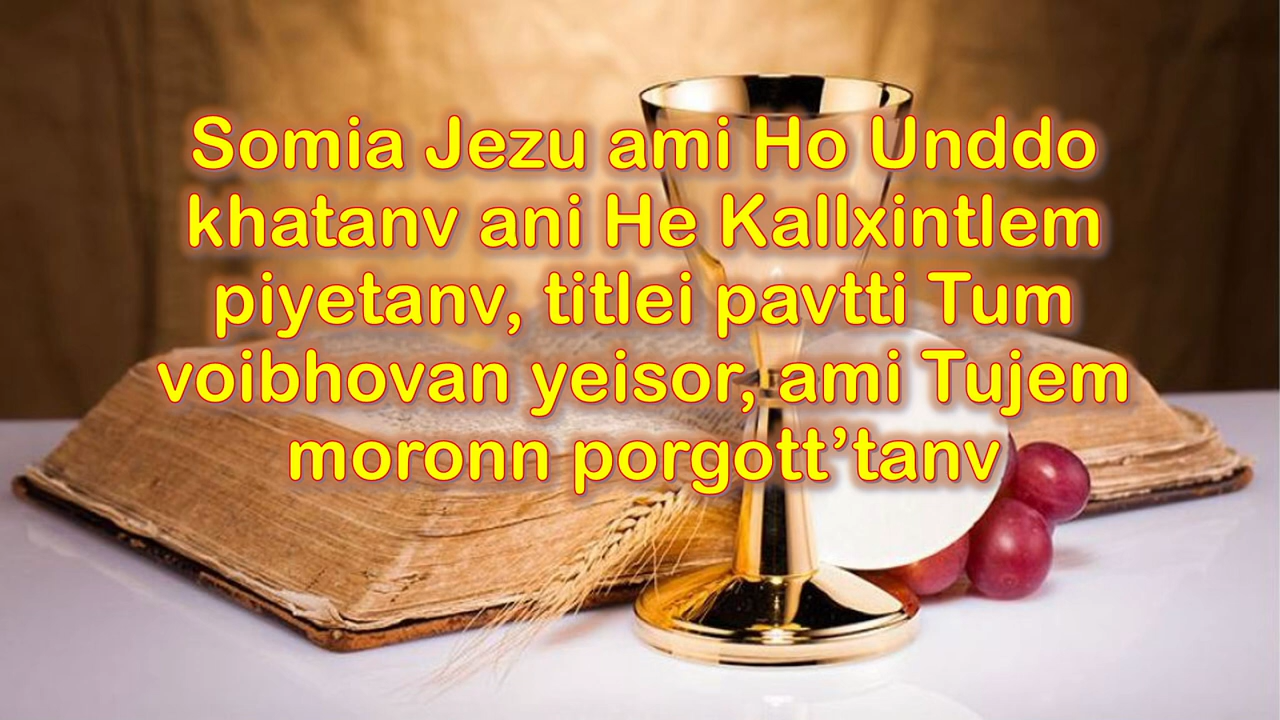 Somia Jezu ami Ho Unddo
khatanv ani He Kallxintlem
piyetanv, titlei pavtti Tum
voibhovan yeisor, ami Tujem
moronn porgott’tanv